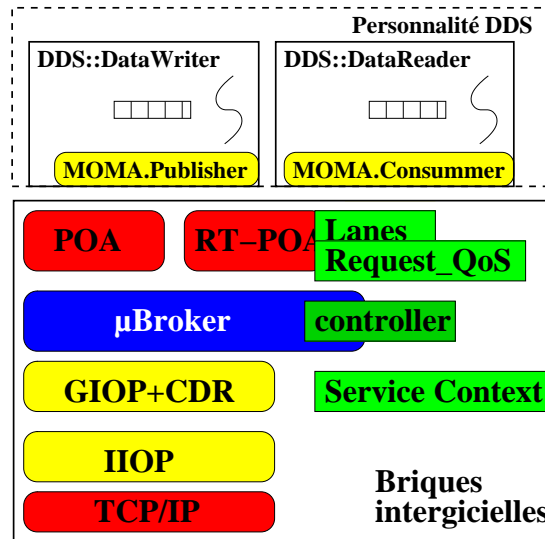 Personnalité DDS
DDS::DataWriter
DDS::DataReader
MOMA.Publisher
MOMA.Consummer
POA
RT−POA
Lanes
Request_QoS
µBroker
controller
GIOP+CDR
Service Context
IIOP
TCP/IP
Briques
intergicielles